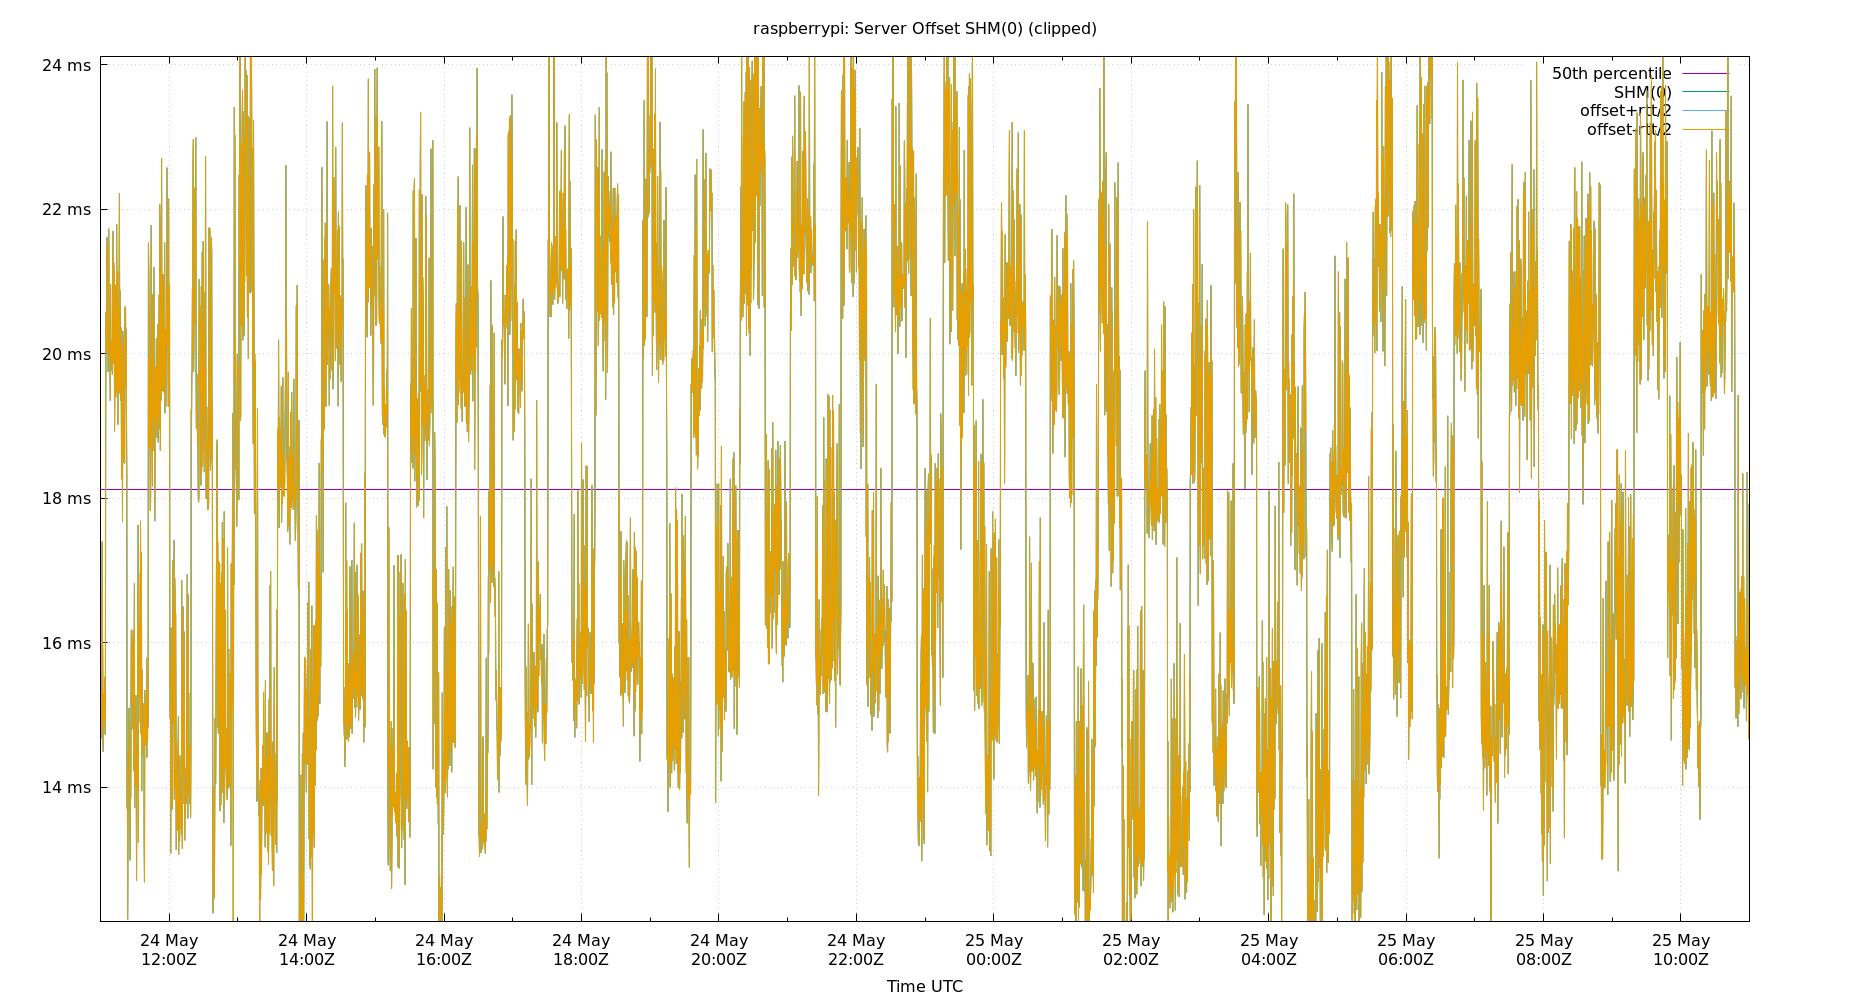 raspberrypi: Server Offset SHM(0) (clipped)
24 ms
22 ms
20 ms
18 ms
16 ms
14 ms
50th percentile
SHM(0)
offset+rtt/2
offset-rtt/2
24 May 24 May 24 May 24 May 24 May 24 May 25 May 25 May 25 May 25 May 25 May 25 May
12:00Z 14:00Z 16:00Z 18:00Z 20:00Z 22:00Z 00:00Z 02:00Z 04:00Z 06:00Z 08:00Z 10:00Z
Time UTC